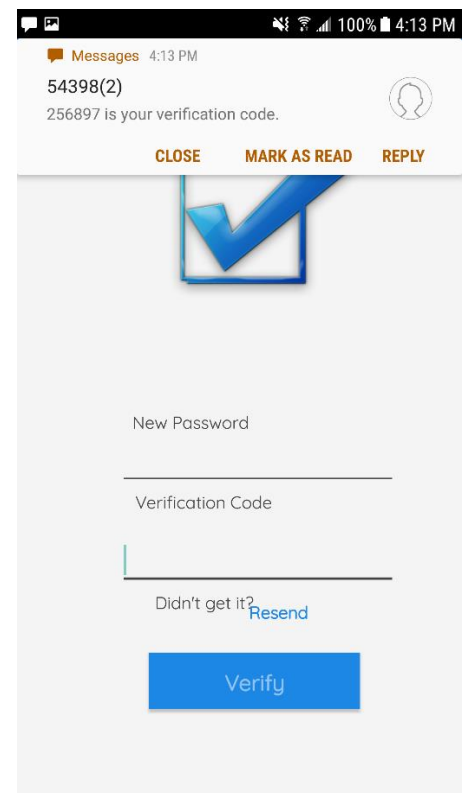 100% 4:13 PM
Messages 4:13 PM
54398(2)
256897 is your verification code.
CLOSE MARK AS READ REPLY
New Password
Verification Code
Didn't get it? Resend
Verify